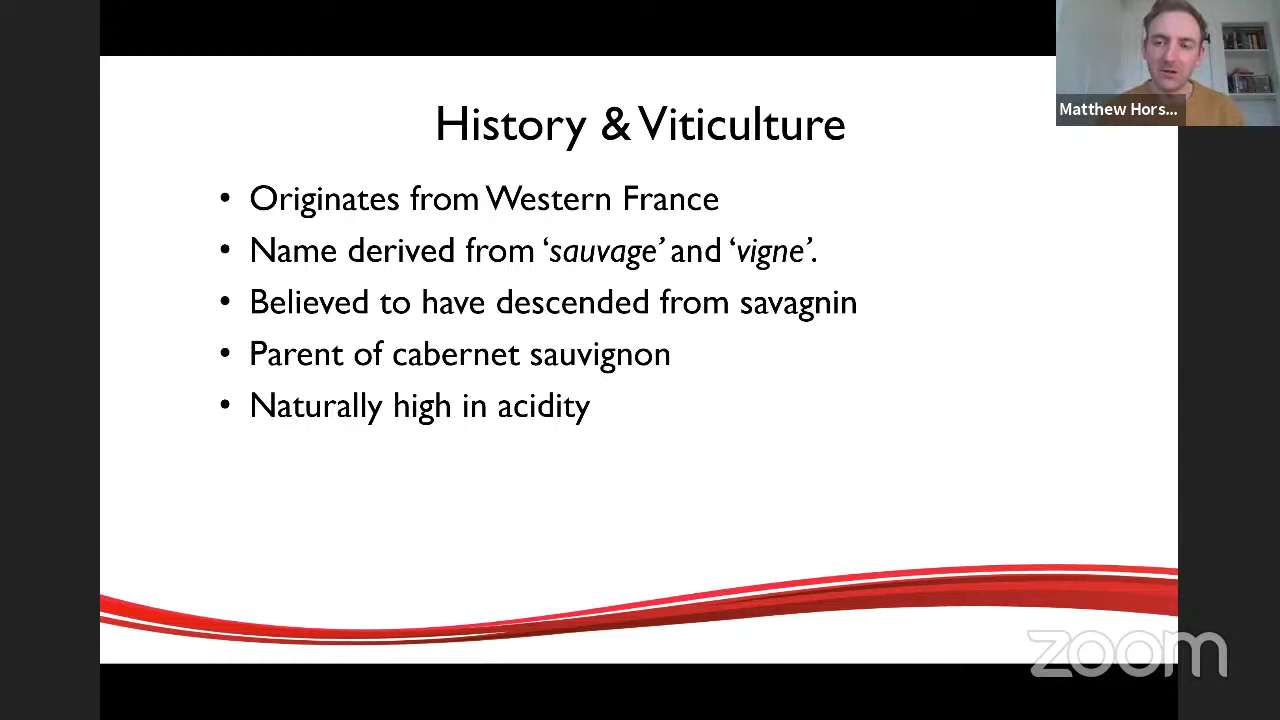 Matthew Hors...
History & Viticulture
• Originates from Western France
• Name derived from ‘sauvage’ and ‘vigne’.
• Believed to have descended from savagnin
• Parent of cabernet sauvignon
• Naturally high in acidity
zoom